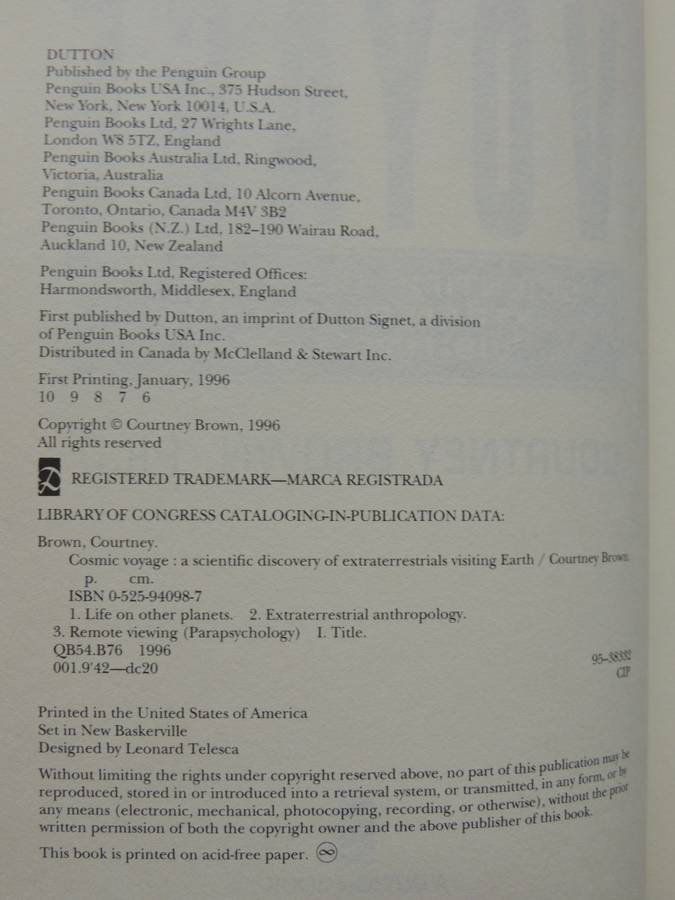 DUTTON
Published by the Penguin Group
Penguin Books USA Inc., 375 Hudson Street,
New York, New York 10014, U.S.A.
Penguin Books Ltd, 27 Wrights Lane,
London W8 5TZ, England
Penguin Books Australia Ltd, Ringwood,
Victoria, Australia
Penguin Books Canada Ltd, 10 Alcorn Avenue,
Toronto, Ontario, Canada M4V 3B2
Penguin Books (N.Z.) Ltd, 182–190 Wairau Road,
Auckland 10, New Zealand
Penguin Books Ltd, Registered Offices:
Harmondsworth, Middlesex, England
First published by Dutton, an imprint of Dutton Signet, a division
of Penguin Books USA Inc.
Distributed in Canada by McClelland & Stewart Inc.
First Printing, January, 1996
10 9 8 7 6
Copyright © Courtney Brown, 1996
All rights reserved
REGISTERED TRADEMARK—MARCA REGISTRADA
LIBRARY OF CONGRESS CATALOGING-IN-PUBLICATION DATA:
Brown, Courtney.
Cosmic voyage : a scientific discovery of extraterrestrials visiting Earth / Courtney Brown.
p. cm.
ISBN 0-525-94098-7
1. Life on other planets. 2. Extraterrestrial anthropology.
3. Remote viewing (Parapsychology) I. Title.
QB54.B76 1996
001.9'42—dc20
95–38332
CIP
Printed in the United States of America
Set in New Baskerville
Designed by Leonard Telesca
Without limiting the rights under copyright reserved above, no part of this publication may be
reproduced, stored in or introduced into a retrieval system, or transmitted, in any form, or by
any means (electronic, mechanical, photocopying, recording, or otherwise), without the prior
written permission of both the copyright owner and the above publisher of this book.
This book is printed on acid-free paper. ♾